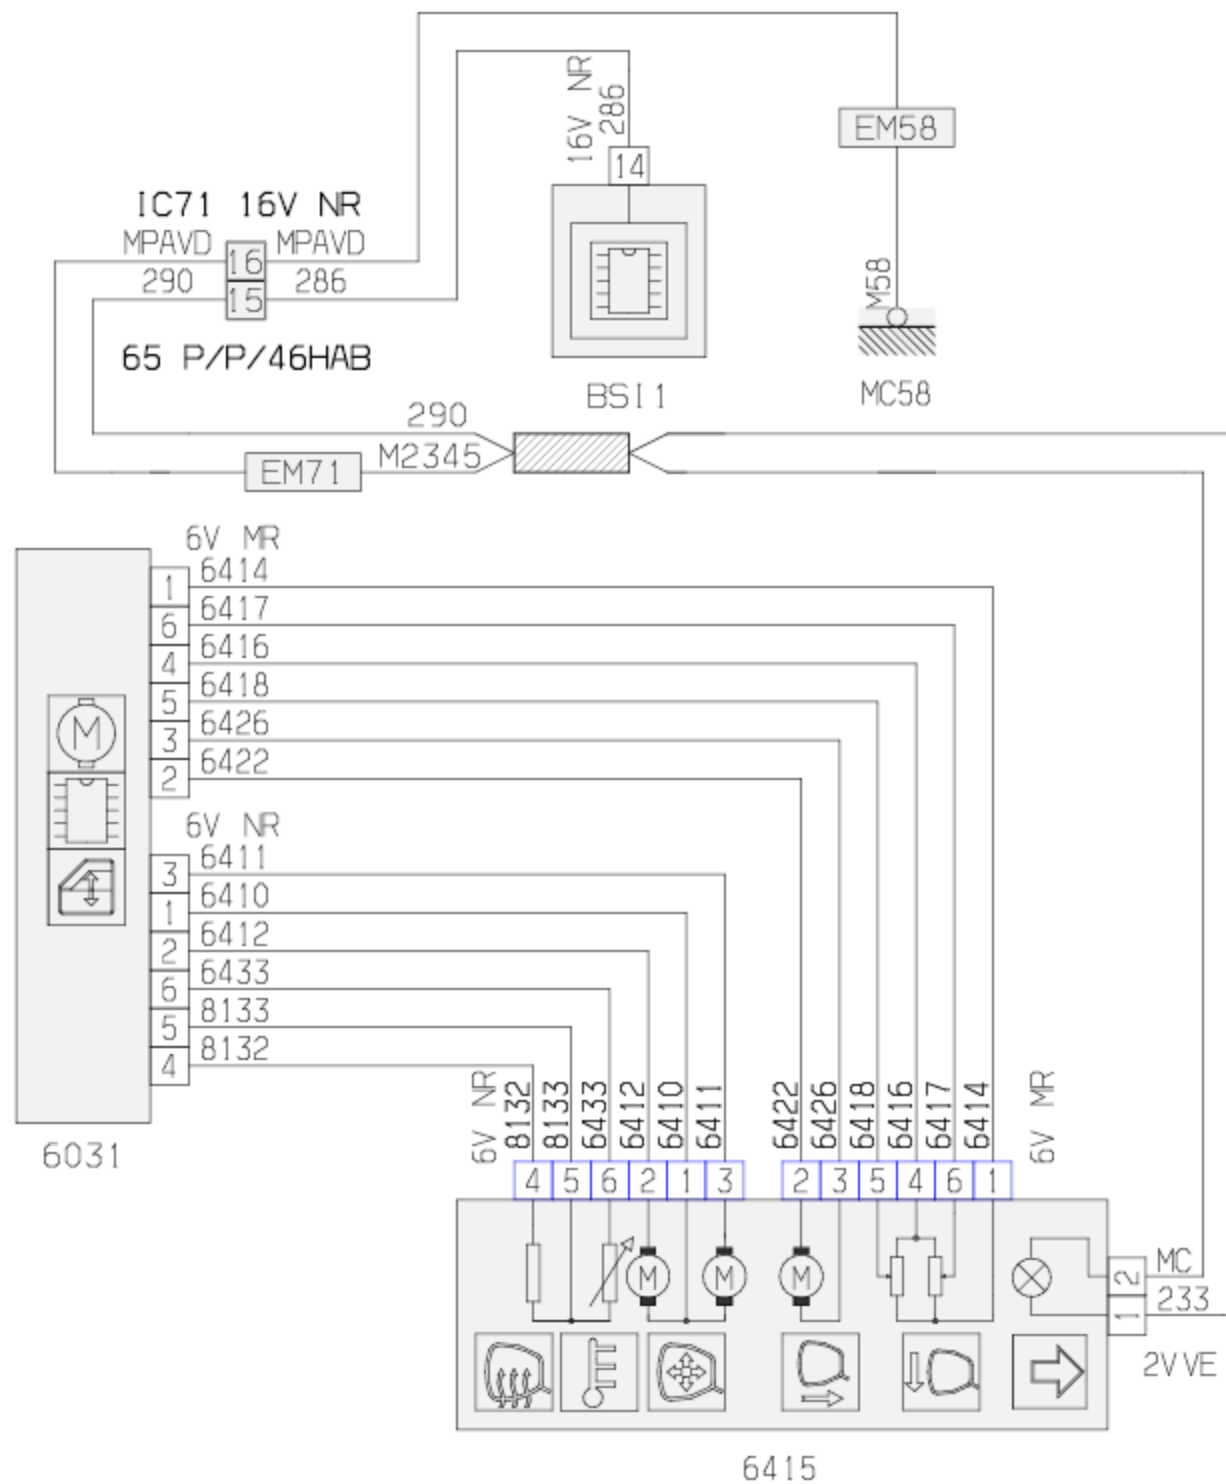 16V NR
286
EM58
14
IC71 16V NR
MPAVD
16
MPAVD
290
15
286
M58
65 P/P/46HAB
BSI1
MC58
290
M2345
EM71
6V MR
1
6414
6
6417
4
6416
5
6418
3
6426
2
6422
M
6V NR
3
6411
1
6410
2
6412
6
6433
5
8133
4
8132
6031
6V NR
8132
8133
6433
6412
6410
6411
6422
6426
6418
6416
6417
6414
6V MR
4 5 6 2 1 3
2 3 5 4 6 1
M
M
M
2
MC
1
233
2V VE
6415